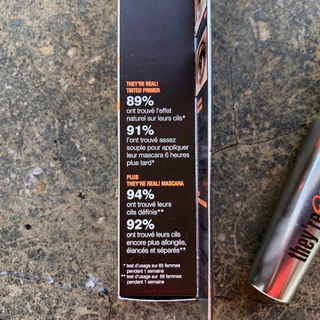 THEY'RE REAL!
TINTED PRIMER
89%
ont trouvé l'effet
naturel sur leurs cils*
91%
l'ont trouvé assez
souple pour appliquer
leur mascara 6 heures
plus tard*
PLUS
THEY'RE REAL! MASCARA
94%
ont trouvé leurs
cils définis**
92%
ont trouvé leurs cils
encore plus allongés,
élancés et séparés**
* test d'usage sur 65 femmes
pendant 1 semaine
** test d'usage sur 66 femmes
pendant 1 semaine
they're